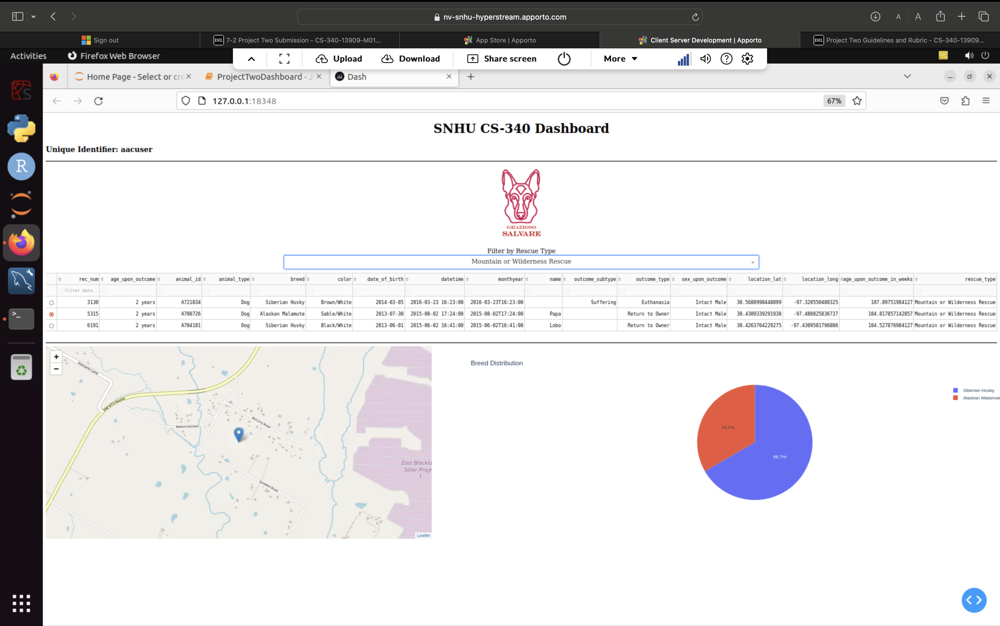 nv-snhu-hyperstream.apporto.com
A A
Sign out
7-2 Project Two Submission - CS-340-13909-M01...
App Store | Apporto
Client Server Development | Apporto
Project Two Guidelines and Rubric - CS-340-13909...
Activities
Firefox Web Browser
Upload
Download
Share screen
More
Home Page - Select or cre
ProjectTwoDashboard - J
Dash
127.0.0.1:18348
67%
SNHU CS-340 Dashboard
Unique Identifier: aacuser
GRAZIOSO
SALVARE
Filter by Rescue Type
Mountain or Wilderness Rescue
rec_num age_upon_outcome animal_id animal_type breed color date_of_birth datetime monthyear name outcome_subtype outcome_type sex_upon_outcome location_lat location_long age_upon_outcome_in_weeks rescue_type
filter data..
3130 2 years A721834 Dog Siberian Husky Brown/White 2014-03-05 2016-03-23 16:23:00 2016-03-23T16:23:00 Suffering Euthanasia Intact Male 30.5680998448899 -97.320550480325 107.09751984127 Mountain or Wilderness Rescue
5315 2 years A708726 Dog Alaskan Malamute Sable/White 2013-07-30 2015-08-02 17:24:00 2015-08-02T17:24:00 Papa Return to Owner Intact Male 30.4309339291938 -97.480825836737 104.817857142857 Mountain or Wilderness Rescue
6191 2 years A704101 Dog Siberian Husky Black/White 2013-06-01 2015-06-02 16:41:00 2015-06-02T16:41:00 Lobo Return to Owner Intact Male 30.4263764229275 -97.4309581796886 104.527876984127 Mountain or Wilderness Rescue
+
−
Hamann Lane
FM 973 North
Walton Hill Pass
McCurry Road
Sandeen Road
East Blackla
Solar Proje
1
Leaflet
Breed Distribution
33.3%
66.7%
Siberian Husky
Alaskan Malamute